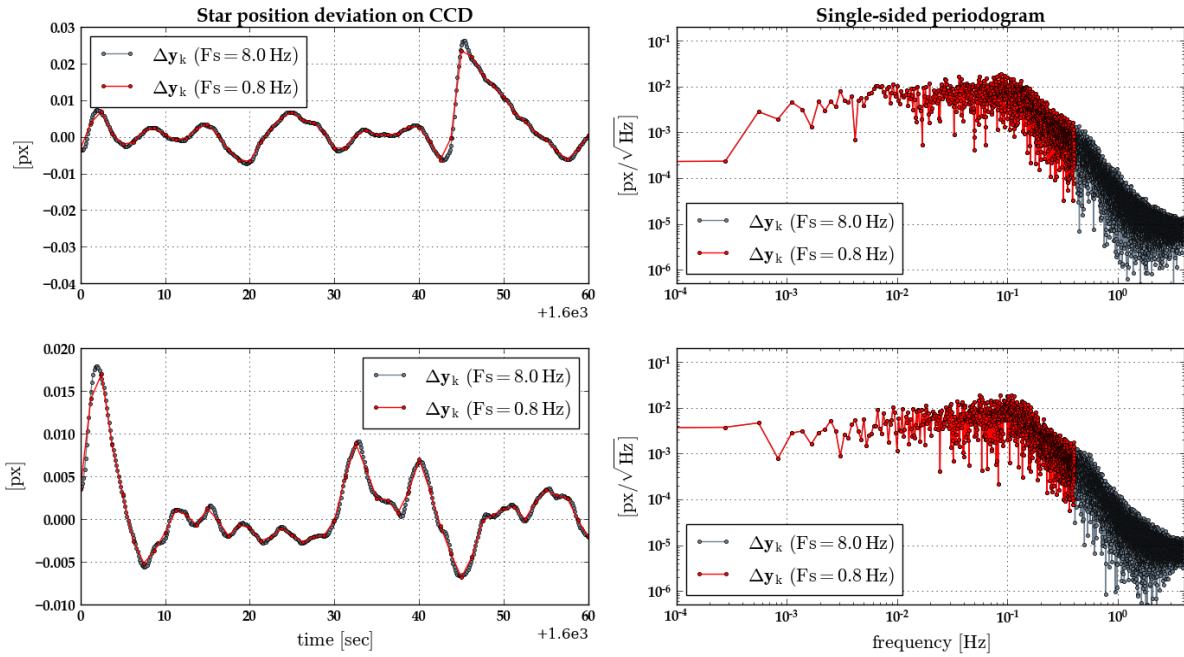 Star position deviation on CCD
Single-sided periodogram
0.03
0.02
0.01
0.00
−0.01
−0.02
−0.03
−0.04
[px]
Δy_k (Fs = 8.0 Hz)
Δy_k (Fs = 0.8 Hz)
0 10 20 30 40 50 60
+1.6e3
10⁻¹
10⁻²
10⁻³
10⁻⁴
10⁻⁵
10⁻⁶
[px/√Hz]
Δy_k (Fs = 8.0 Hz)
Δy_k (Fs = 0.8 Hz)
10⁻⁴ 10⁻³ 10⁻² 10⁻¹ 10⁰
0.020
0.015
0.010
0.005
0.000
−0.005
−0.010
[px]
Δy_k (Fs = 8.0 Hz)
Δy_k (Fs = 0.8 Hz)
0 10 20 30 40 50 60
time [sec]
+1.6e3
10⁻¹
10⁻²
10⁻³
10⁻⁴
10⁻⁵
10⁻⁶
[px/√Hz]
Δy_k (Fs = 8.0 Hz)
Δy_k (Fs = 0.8 Hz)
10⁻⁴ 10⁻³ 10⁻² 10⁻¹ 10⁰
frequency [Hz]